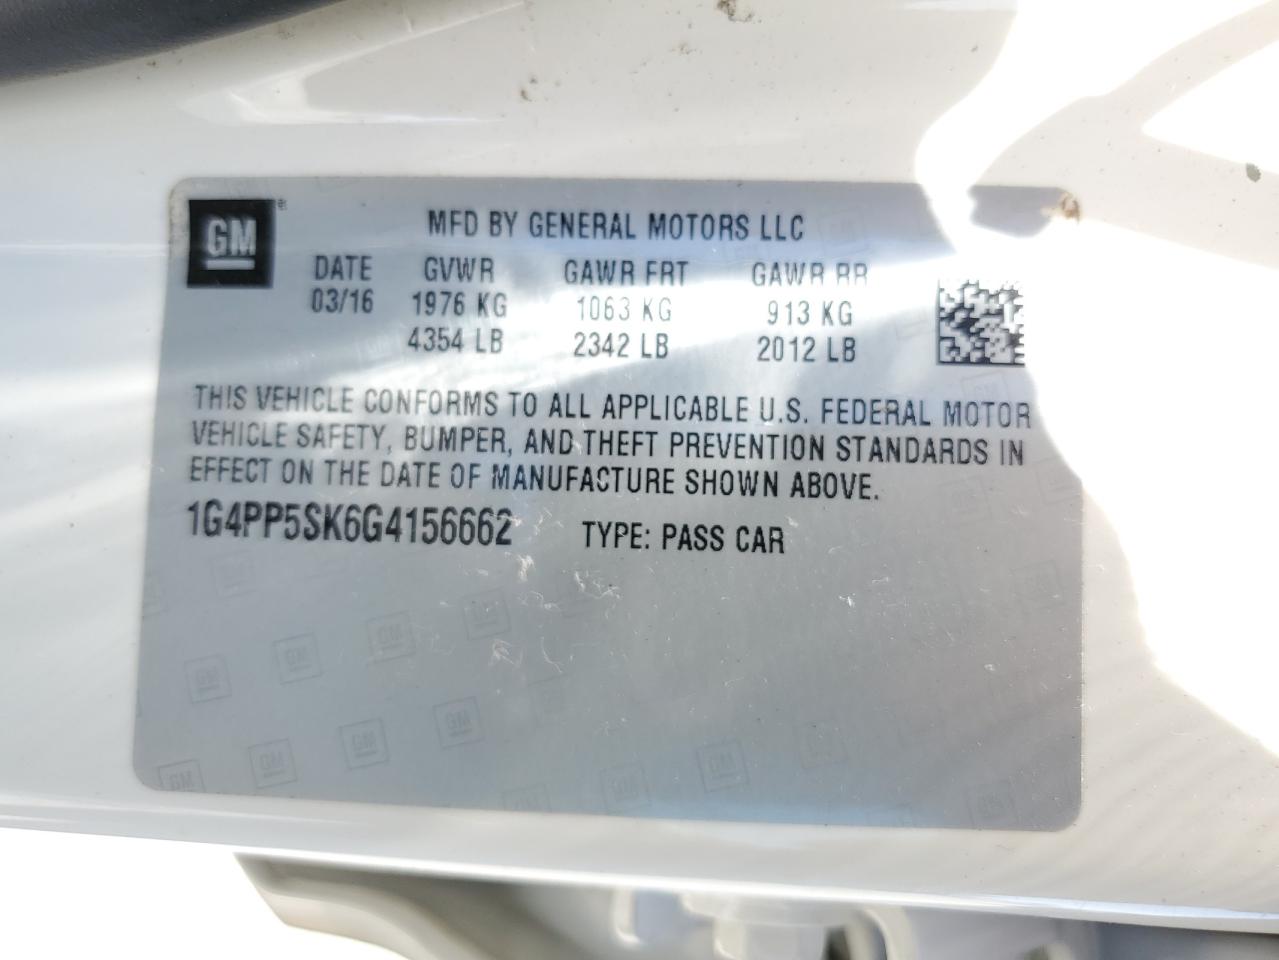 GM
MFD BY GENERAL MOTORS LLC
DATE GVWR GAWR FRT GAWR RR
03/16 1976 KG 1063 KG 913 KG
4354 LB 2342 LB 2012 LB
THIS VEHICLE CONFORMS TO ALL APPLICABLE U.S. FEDERAL MOTOR
VEHICLE SAFETY, BUMPER, AND THEFT PREVENTION STANDARDS IN
EFFECT ON THE DATE OF MANUFACTURE SHOWN ABOVE.
1G4PP5SK6G4156662 TYPE: PASS CAR